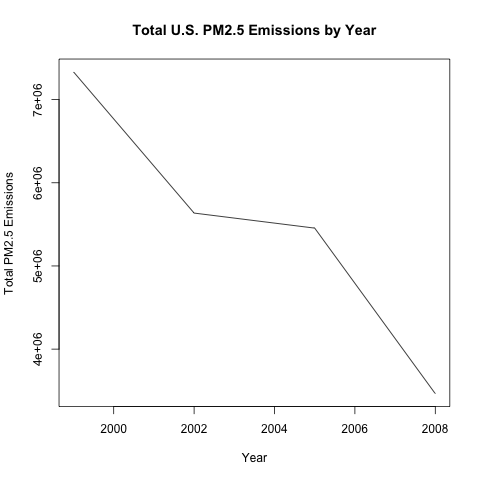 Total U.S. PM2.5 Emissions by Year
Total PM2.5 Emissions
7e+06
6e+06
5e+06
4e+06
2000 2002 2004 2006 2008
Year